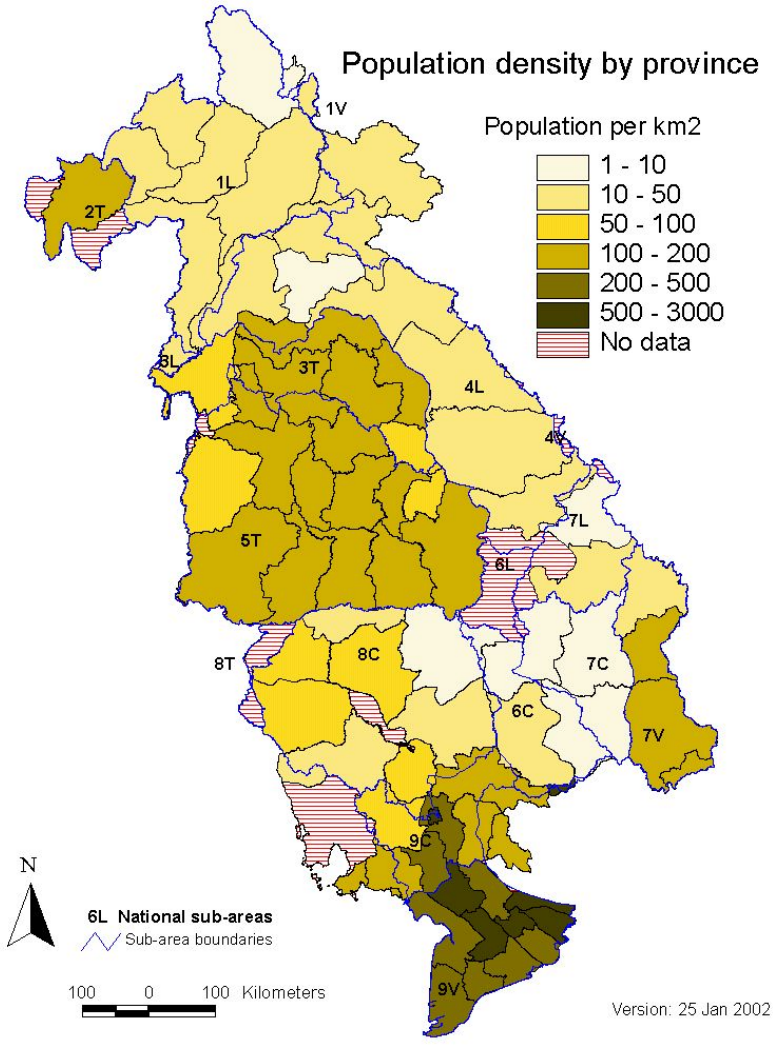 Population density by province
Population per km2
1 - 10
10 - 50
50 - 100
100 - 200
200 - 500
500 - 3000
No data
1V
1L
2T
3L
3T
4L
4V
7L
5T
6L
8T
8C
7C
6C
7V
9C
N
6L National sub-areas
Sub-area boundaries
100 0 100 Kilometers
9V
Version: 25 Jan 2002